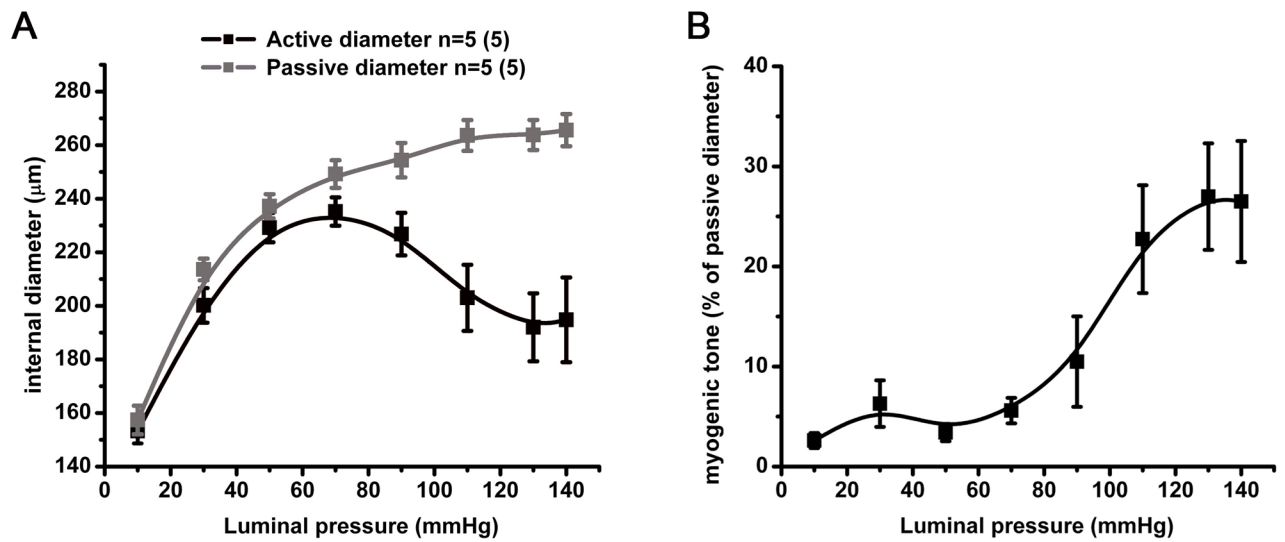 A
Active diameter n=5 (5)
Passive diameter n=5 (5)
internal diameter (μm)
280
260
240
220
200
180
160
140
0 20 40 60 80 100 120 140
Luminal pressure (mmHg)
B
myogenic tone (% of passive diameter)
40
30
20
10
0
0 20 40 60 80 100 120 140
Luminal pressure (mmHg)